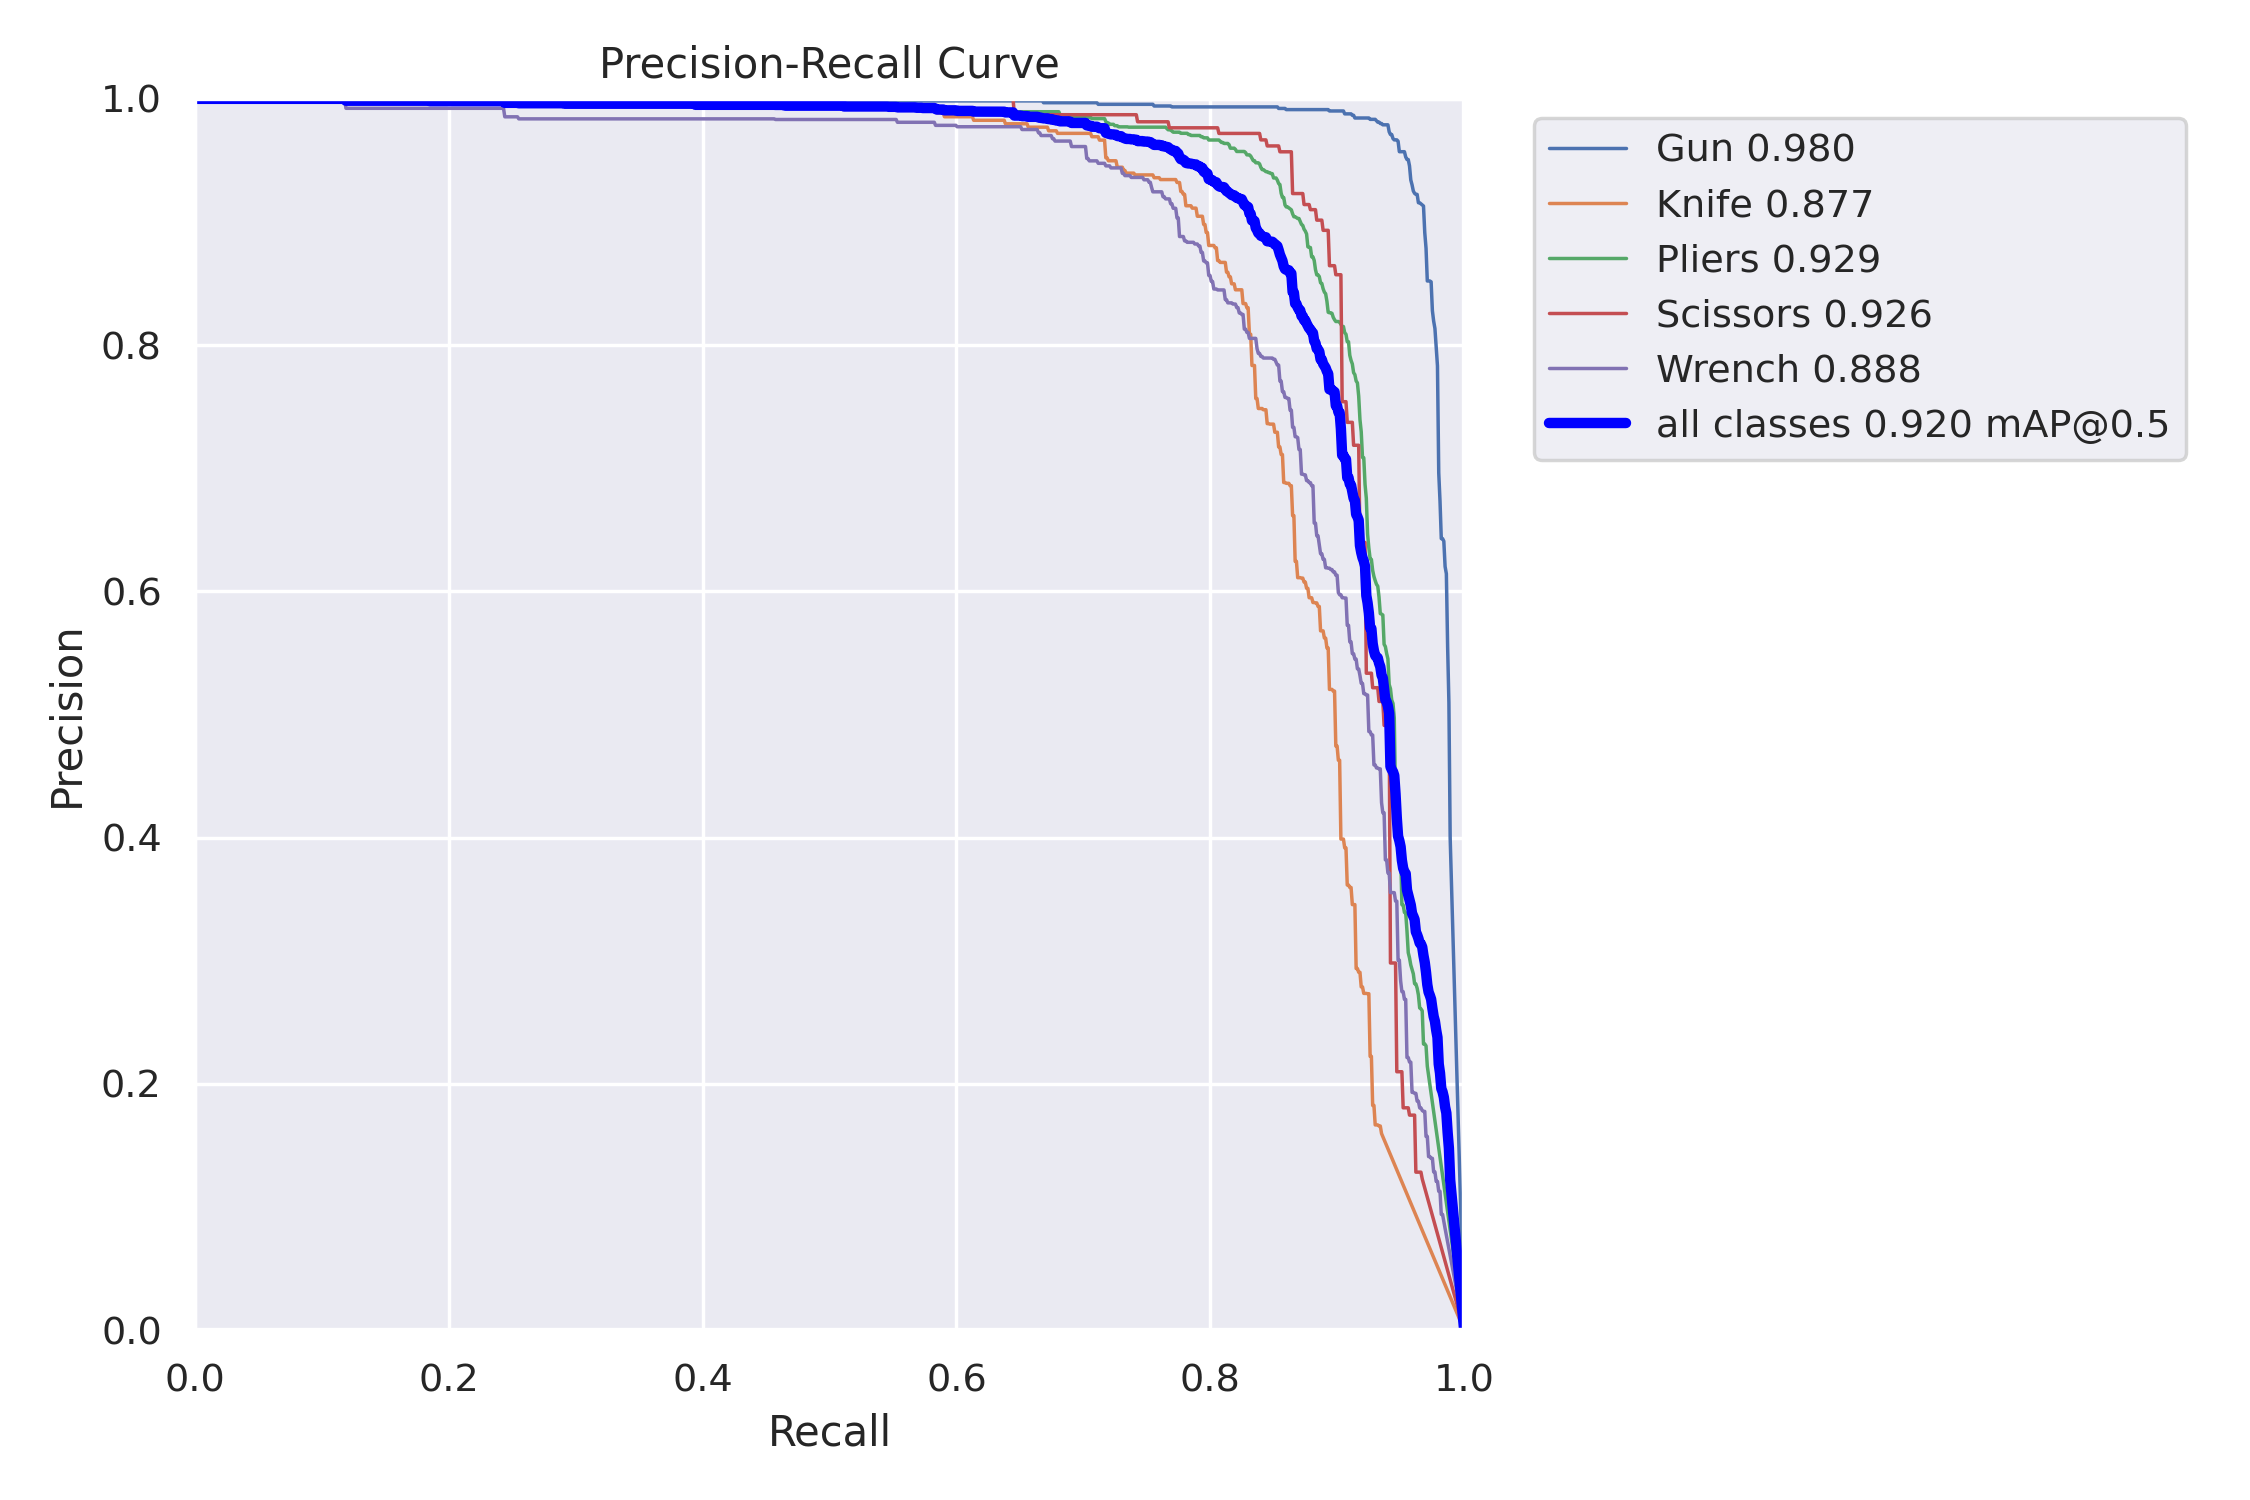 Precision-Recall Curve
1.0
0.8
0.6
0.4
0.2
0.0
Precision
0.0 0.2 0.4 0.6 0.8 1.0
Recall
Gun 0.980
Knife 0.877
Pliers 0.929
Scissors 0.926
Wrench 0.888
all classes 0.920 mAP@0.5